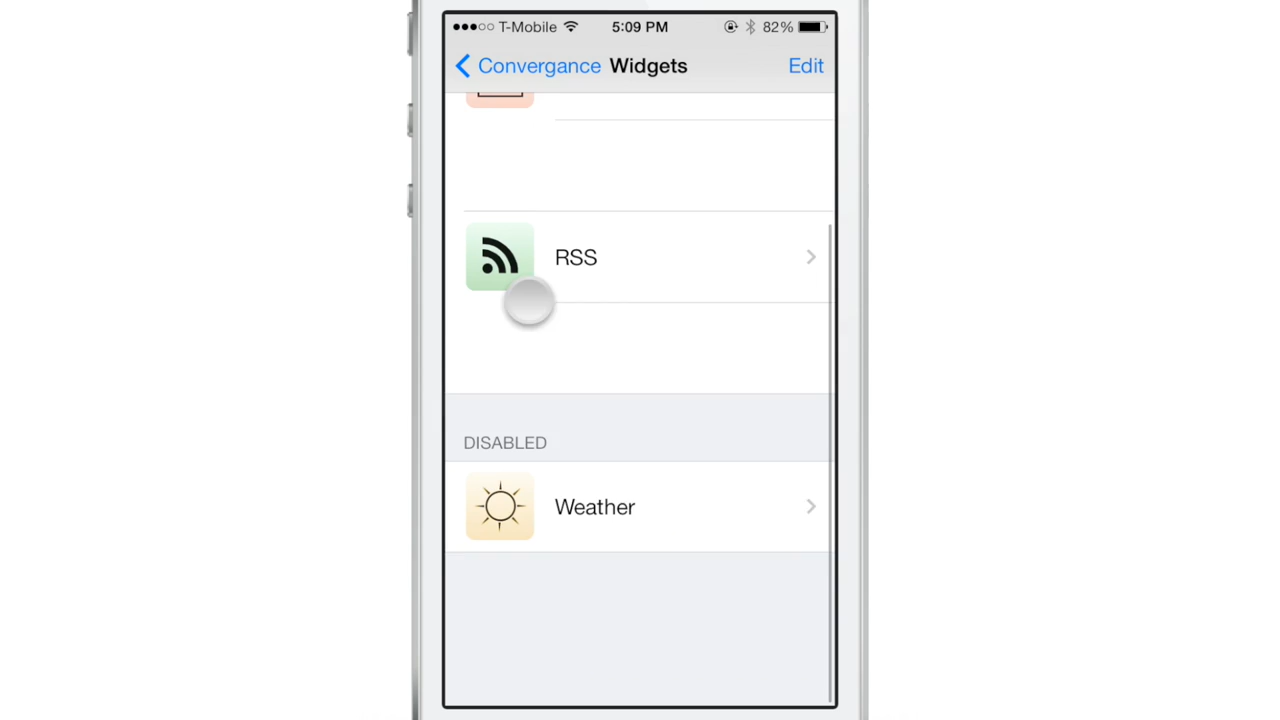 T-Mobile 5:09 PM 82%
Convergance Widgets Edit
RSS
DISABLED
Weather